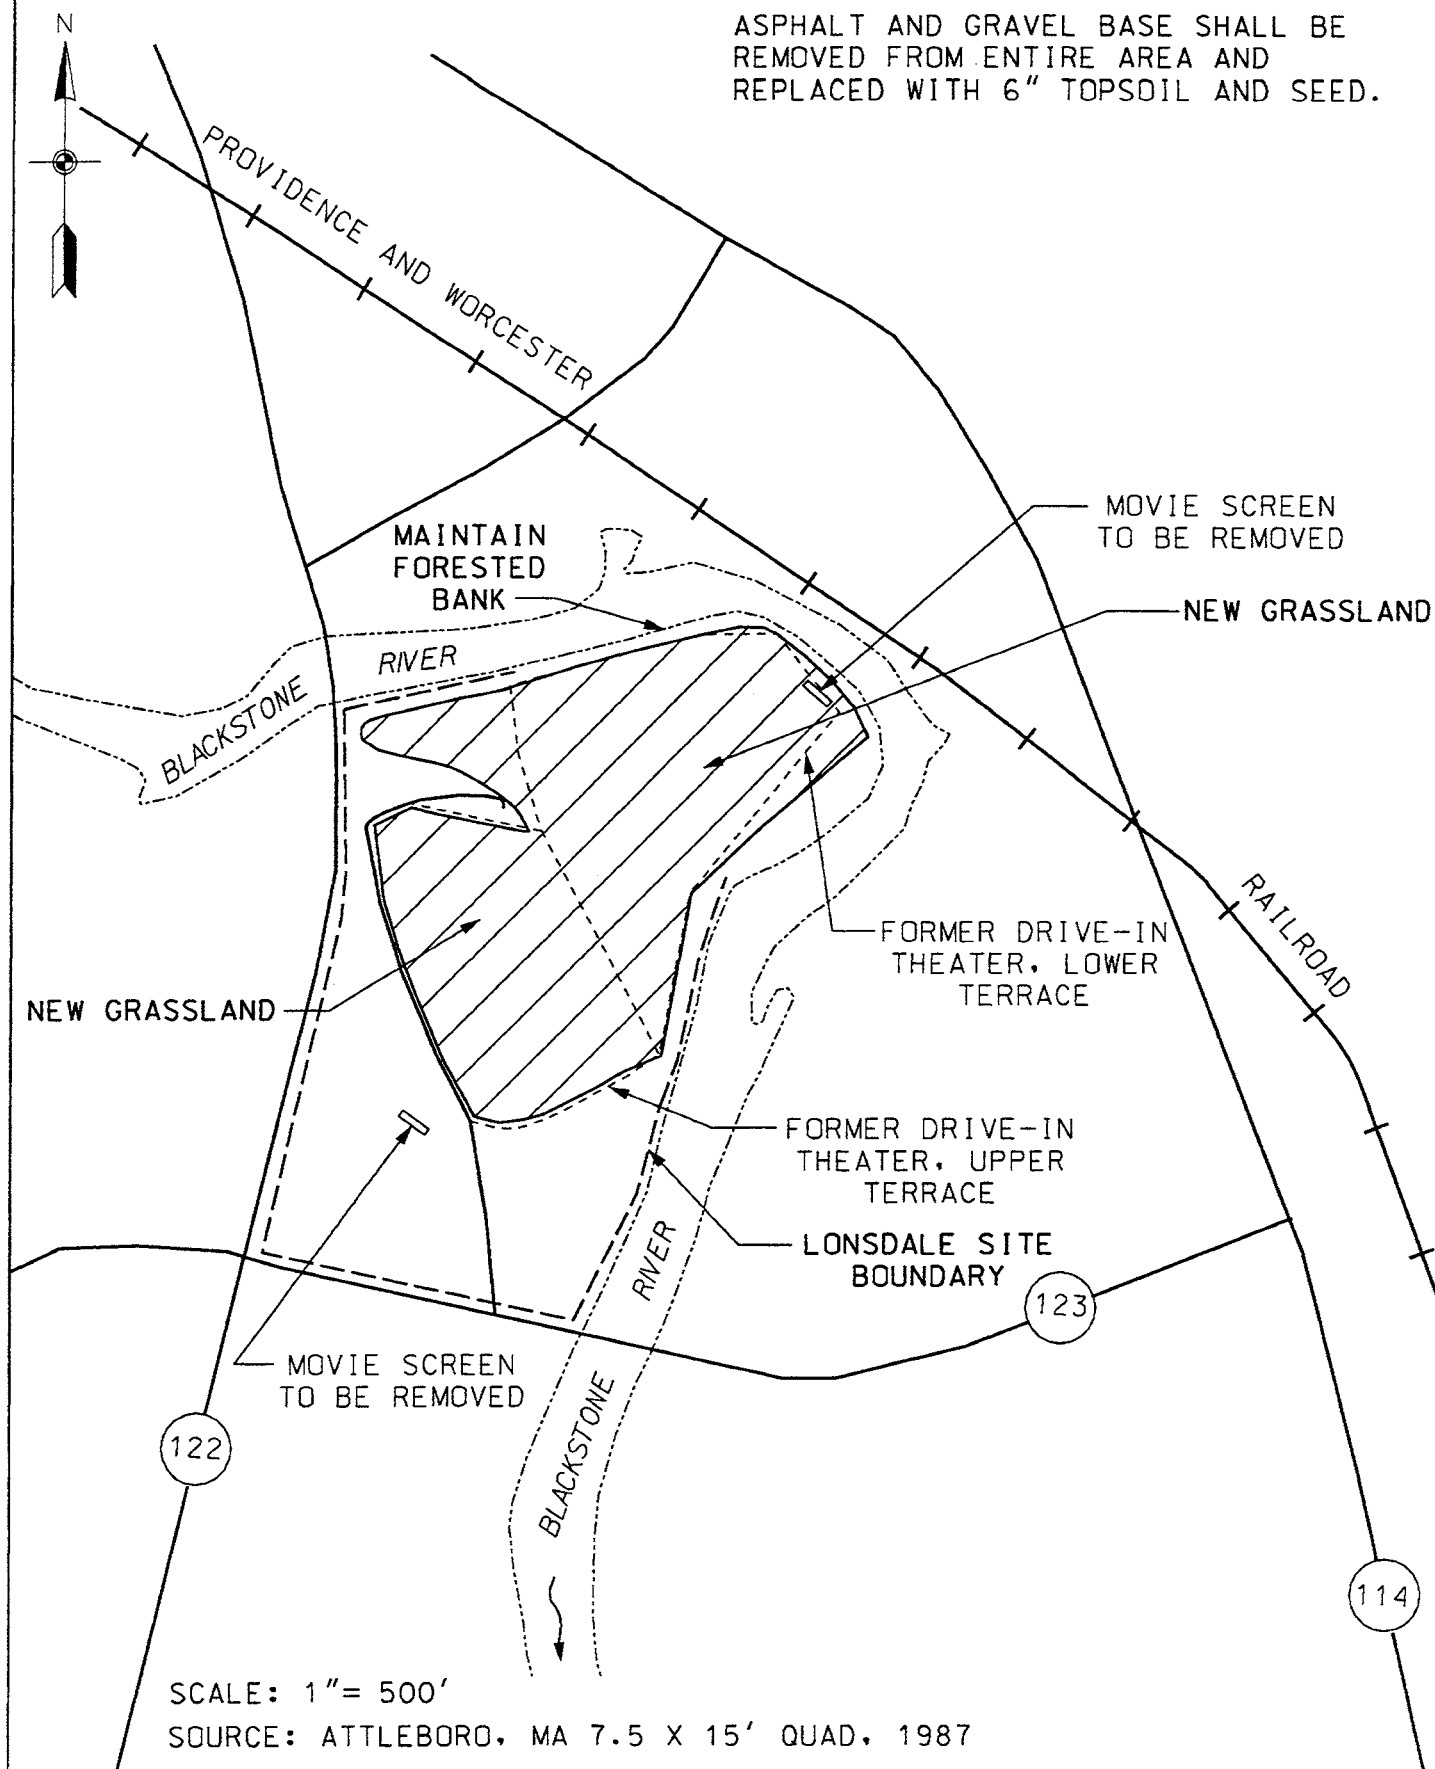 N
ASPHALT AND GRAVEL BASE SHALL BE
REMOVED FROM ENTIRE AREA AND
REPLACED WITH 6" TOPSOIL AND SEED.
PROVIDENCE AND WORCESTER
MOVIE SCREEN
TO BE REMOVED
MAINTAIN
FORESTED
BANK
NEW GRASSLAND
RIVER
BLACKSTONE
RAILROAD
FORMER DRIVE-IN
THEATER, LOWER
TERRACE
NEW GRASSLAND
FORMER DRIVE-IN
THEATER, UPPER
TERRACE
LONSDALE SITE
BOUNDARY
RIVER
123
MOVIE SCREEN
TO BE REMOVED
BLACKSTONE
122
114
SCALE: 1"= 500'
SOURCE: ATTLEBORO, MA 7.5 X 15' QUAD, 1987